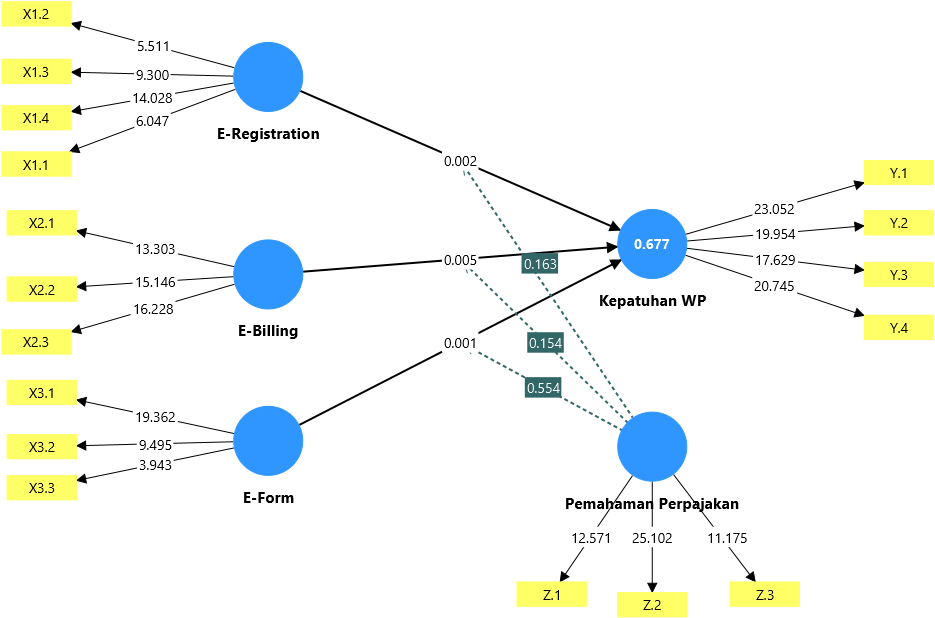 X1.2
5.511
X1.3
9.300
X1.4
14.028
X1.1
6.047
E-Registration
0.002
X2.1
13.303
X2.2
15.146
X2.3
16.228
E-Billing
0.005
0.163
Y.1
23.052
Y.2
19.954
0.677
Y.3
17.629
Y.4
20.745
Kepatuhan WP
0.001
0.154
0.554
X3.1
19.362
X3.2
9.495
X3.3
3.943
E-Form
Pemahaman Perpajakan
12.571
25.102
11.175
Z.1
Z.2
Z.3